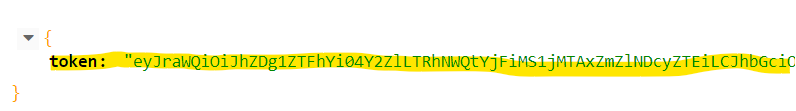 {
token: "eyJraWQiOiJhZDg1ZTFhYi04Y2ZlLTRhNWQtYjFiMS1jMTAxZmZlNDcyZTEiLCJhbGciO
}